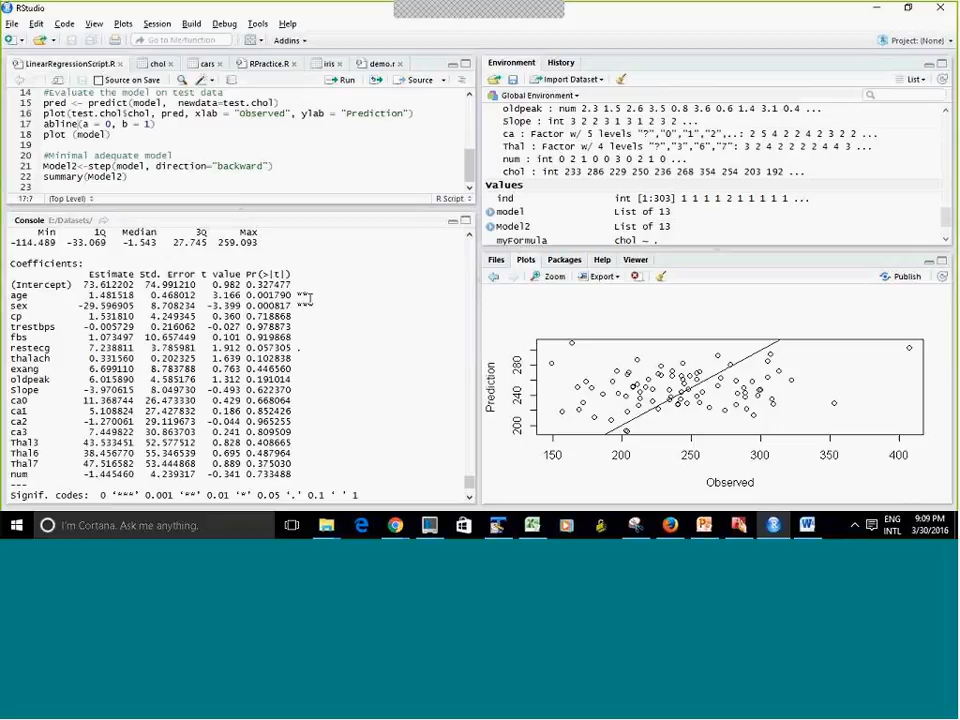 RStudio
File Edit Code View Plots Session Build Debug Tools Help
Go to file/function Addins
Project: (None)
LinearRegressionScript.R chol cars RPractice.R iris demo.r
Source on Save Run Source
14 #Evaluate the model on test data
15 pred <- predict(model, newdata=test.chol)
16 plot(test.chol$chol, pred, xlab = "Observed", ylab = "Prediction")
17 abline(a = 0, b = 1)
18 plot (model)
19
20 #Minimal adequate model
21 Model2<-step(model, direction="backward")
22 summary(Model2)
23
17:7 (Top Level) R Script
Console E:/Datasets/
Min 1Q Median 3Q Max
-114.489 -33.069 -1.543 27.745 259.093
Coefficients:
Estimate Std. Error t value Pr(>|t|)
(Intercept) 73.612202 74.991210 0.982 0.327477
age 1.481518 0.468012 3.166 0.001790 **
sex -29.596905 8.708234 -3.399 0.000817 ***
cp 1.531810 4.249345 0.360 0.718868
trestbps -0.005729 0.216062 -0.027 0.978873
fbs 1.073497 10.657449 0.101 0.919868
restecg 7.238811 3.785981 1.912 0.057305 .
thalach 0.331560 0.202325 1.639 0.102838
exang 6.699110 8.783788 0.763 0.446560
oldpeak 6.015890 4.585176 1.312 0.191014
Slope -3.970615 8.049730 -0.493 0.622370
ca0 11.368744 26.473330 0.429 0.668064
ca1 5.108824 27.427832 0.186 0.852426
ca2 -1.270061 29.119673 -0.044 0.965255
ca3 7.449822 30.863703 0.241 0.809509
Thal3 43.533451 52.577512 0.828 0.408665
Thal6 38.456770 55.346539 0.695 0.487964
Thal7 47.516582 53.444868 0.889 0.375030
num -1.445460 4.239317 -0.341 0.733488
---
Signif. codes: 0 ‘***’ 0.001 ‘**’ 0.01 ‘*’ 0.05 ‘.’ 0.1 ‘ ’ 1
Environment History
Import Dataset List
Global Environment
oldpeak : num 2.3 1.5 2.6 3.5 0.8 3.6 0.6 1.4 3.1 0.4 ...
Slope : int 3 2 2 3 1 3 1 2 3 2 ...
ca : Factor w/ 5 levels "?","0","1","2",..: 2 5 4 2 2 4 2 3 2 2 ...
Thal : Factor w/ 4 levels "?","3","6","7": 3 2 4 2 2 2 2 4 4 3 ...
num : int 0 2 1 0 0 3 0 2 1 0 ...
chol : int 233 286 229 250 236 268 354 254 203 192 ...
Values
ind int [1:303] 1 1 1 1 2 1 1 1 1 1 ...
model List of 13
Model2 List of 13
myFormula chol ~ .
Files Plots Packages Help Viewer
Zoom Export Publish
Prediction
200 240 280
150 200 250 300 350 400
Observed
I'm Cortana. Ask me anything.
ENG
INTL
9:09 PM
3/30/2016